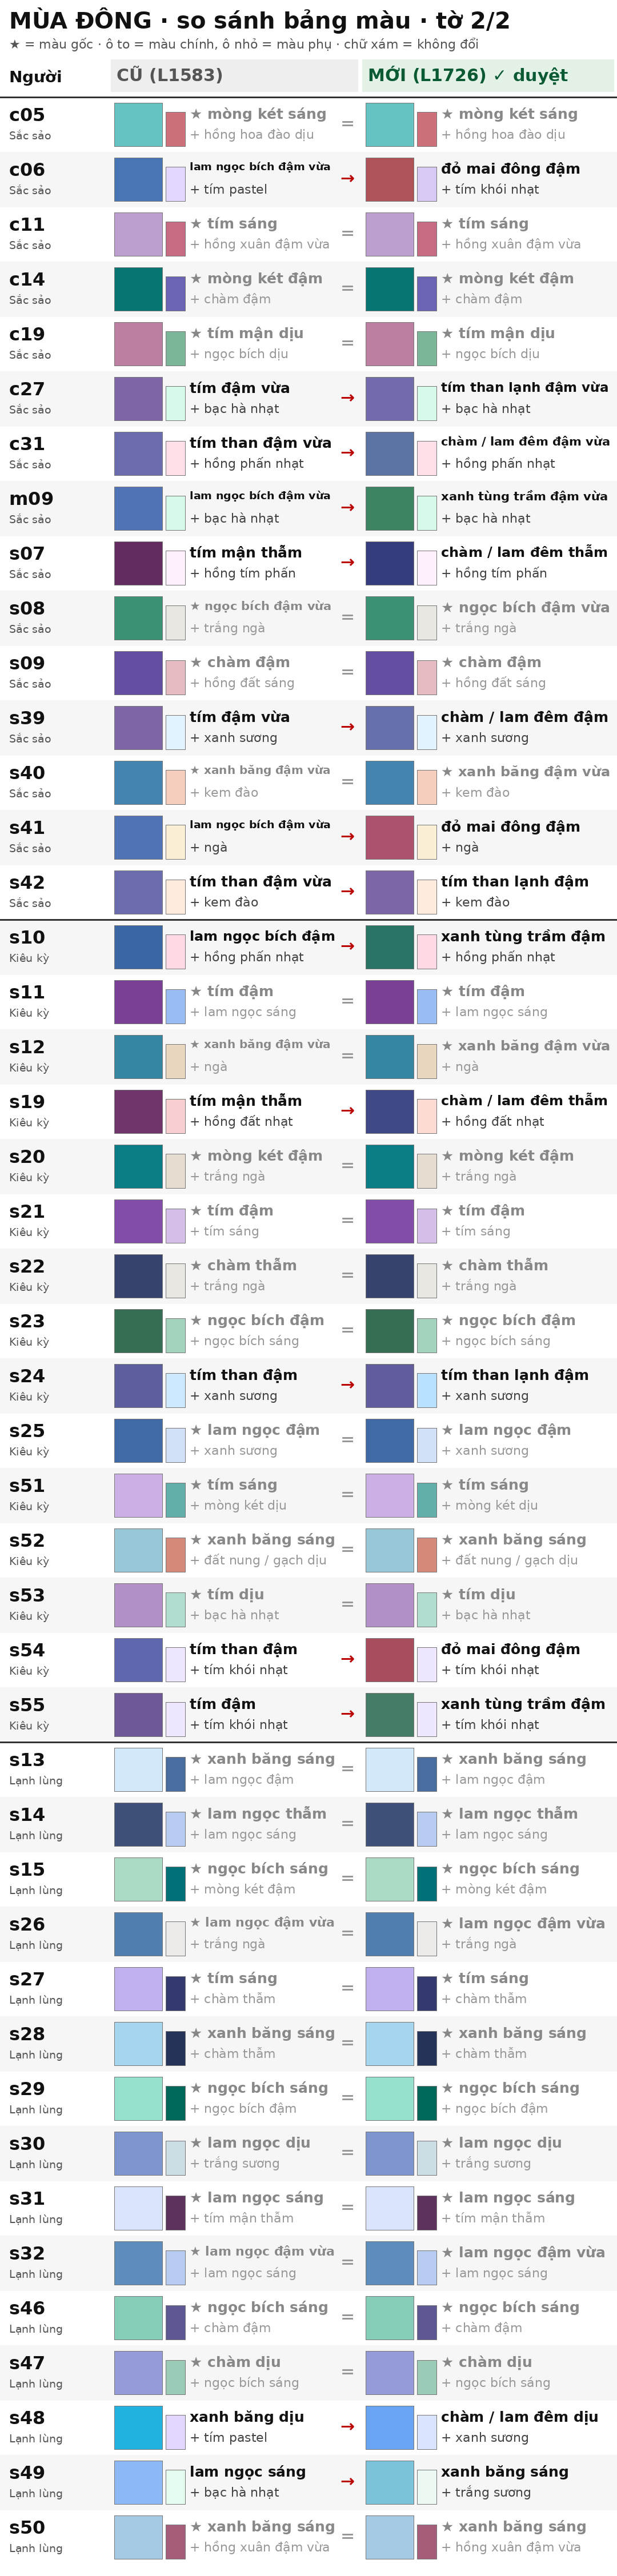 MÙA ĐÔNG · so sánh bảng màu · tờ 2/2
★ = màu gốc · ô to = màu chính, ô nhỏ = màu phụ · chữ xám = không đổi
Người CŨ (L1583) MỚI (L1726) ✓ duyệt
c05 ★ mòng két sáng = ★ mòng két sáng
Sắc sảo + hồng hoa đào dịu + hồng hoa đào dịu
c06 lam ngọc bích đậm vừa → đỏ mai đông đậm
Sắc sảo + tím pastel + tím khói nhạt
c11 ★ tím sáng = ★ tím sáng
Sắc sảo + hồng xuân đậm vừa + hồng xuân đậm vừa
c14 ★ mòng két đậm = ★ mòng két đậm
Sắc sảo + chàm đậm + chàm đậm
c19 ★ tím mận dịu = ★ tím mận dịu
Sắc sảo + ngọc bích dịu + ngọc bích dịu
c27 tím đậm vừa → tím than lạnh đậm vừa
Sắc sảo + bạc hà nhạt + bạc hà nhạt
c31 tím than đậm vừa → chàm / lam đêm đậm vừa
Sắc sảo + hồng phấn nhạt + hồng phấn nhạt
m09 lam ngọc bích đậm vừa → xanh tùng trầm đậm vừa
Sắc sảo + bạc hà nhạt + bạc hà nhạt
s07 tím mận thẫm → chàm / lam đêm thẫm
Sắc sảo + hồng tím phấn + hồng tím phấn
s08 ★ ngọc bích đậm vừa = ★ ngọc bích đậm vừa
Sắc sảo + trắng ngà + trắng ngà
s09 ★ chàm đậm = ★ chàm đậm
Sắc sảo + hồng đất sáng + hồng đất sáng
s39 tím đậm vừa → chàm / lam đêm đậm
Sắc sảo + xanh sương + xanh sương
s40 ★ xanh băng đậm vừa = ★ xanh băng đậm vừa
Sắc sảo + kem đào + kem đào
s41 lam ngọc bích đậm vừa → đỏ mai đông đậm
Sắc sảo + ngà + ngà
s42 tím than đậm vừa → tím than lạnh đậm
Sắc sảo + kem đào + kem đào
s10 lam ngọc bích đậm → xanh tùng trầm đậm
Kiêu kỳ + hồng phấn nhạt + hồng phấn nhạt
s11 ★ tím đậm = ★ tím đậm
Kiêu kỳ + lam ngọc sáng + lam ngọc sáng
s12 ★ xanh băng đậm vừa = ★ xanh băng đậm vừa
Kiêu kỳ + ngà + ngà
s19 tím mận thẫm → chàm / lam đêm thẫm
Kiêu kỳ + hồng đất nhạt + hồng đất nhạt
s20 ★ mòng két đậm = ★ mòng két đậm
Kiêu kỳ + trắng ngà + trắng ngà
s21 ★ tím đậm = ★ tím đậm
Kiêu kỳ + tím sáng + tím sáng
s22 ★ chàm thẫm = ★ chàm thẫm
Kiêu kỳ + trắng ngà + trắng ngà
s23 ★ ngọc bích đậm = ★ ngọc bích đậm
Kiêu kỳ + ngọc bích sáng + ngọc bích sáng
s24 tím than đậm → tím than lạnh đậm
Kiêu kỳ + xanh sương + xanh sương
s25 ★ lam ngọc đậm = ★ lam ngọc đậm
Kiêu kỳ + xanh sương + xanh sương
s51 ★ tím sáng = ★ tím sáng
Kiêu kỳ + mòng két dịu + mòng két dịu
s52 ★ xanh băng sáng = ★ xanh băng sáng
Kiêu kỳ + đất nung / gạch dịu + đất nung / gạch dịu
s53 ★ tím dịu = ★ tím dịu
Kiêu kỳ + bạc hà nhạt + bạc hà nhạt
s54 tím than đậm → đỏ mai đông đậm
Kiêu kỳ + tím khói nhạt + tím khói nhạt
s55 tím đậm → xanh tùng trầm đậm
Kiêu kỳ + tím khói nhạt + tím khói nhạt
s13 ★ xanh băng sáng = ★ xanh băng sáng
Lạnh lùng + lam ngọc đậm + lam ngọc đậm
s14 ★ lam ngọc thẫm = ★ lam ngọc thẫm
Lạnh lùng + lam ngọc sáng + lam ngọc sáng
s15 ★ ngọc bích sáng = ★ ngọc bích sáng
Lạnh lùng + mòng két đậm + mòng két đậm
s26 ★ lam ngọc đậm vừa = ★ lam ngọc đậm vừa
Lạnh lùng + trắng ngà + trắng ngà
s27 ★ tím sáng = ★ tím sáng
Lạnh lùng + chàm thẫm + chàm thẫm
s28 ★ xanh băng sáng = ★ xanh băng sáng
Lạnh lùng + chàm thẫm + chàm thẫm
s29 ★ ngọc bích sáng = ★ ngọc bích sáng
Lạnh lùng + ngọc bích đậm + ngọc bích đậm
s30 ★ lam ngọc dịu = ★ lam ngọc dịu
Lạnh lùng + trắng sương + trắng sương
s31 ★ lam ngọc sáng = ★ lam ngọc sáng
Lạnh lùng + tím mận thẫm + tím mận thẫm
s32 ★ lam ngọc đậm vừa = ★ lam ngọc đậm vừa
Lạnh lùng + lam ngọc sáng + lam ngọc sáng
s46 ★ ngọc bích sáng = ★ ngọc bích sáng
Lạnh lùng + chàm đậm + chàm đậm
s47 ★ chàm dịu = ★ chàm dịu
Lạnh lùng + ngọc bích sáng + ngọc bích sáng
s48 xanh băng dịu → chàm / lam đêm dịu
Lạnh lùng + tím pastel + xanh sương
s49 lam ngọc sáng → xanh băng sáng
Lạnh lùng + bạc hà nhạt + trắng sương
s50 ★ xanh băng sáng = ★ xanh băng sáng
Lạnh lùng + hồng xuân đậm vừa + hồng xuân đậm vừa